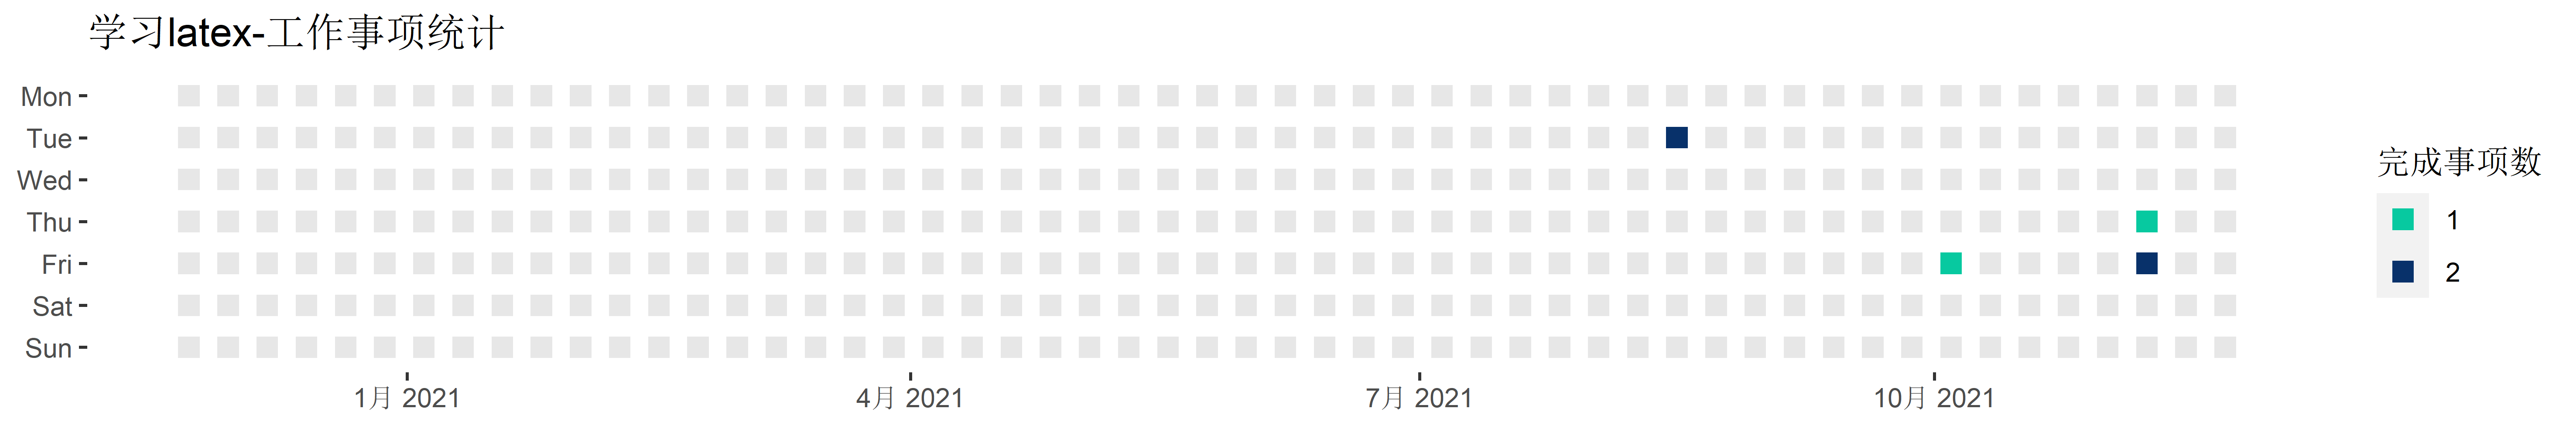 学习latex-工作事项统计
Mon
Tue
Wed
Thu
Fri
Sat
Sun
1月 2021
4月 2021
7月 2021
10月 2021
完成事项数
1
2